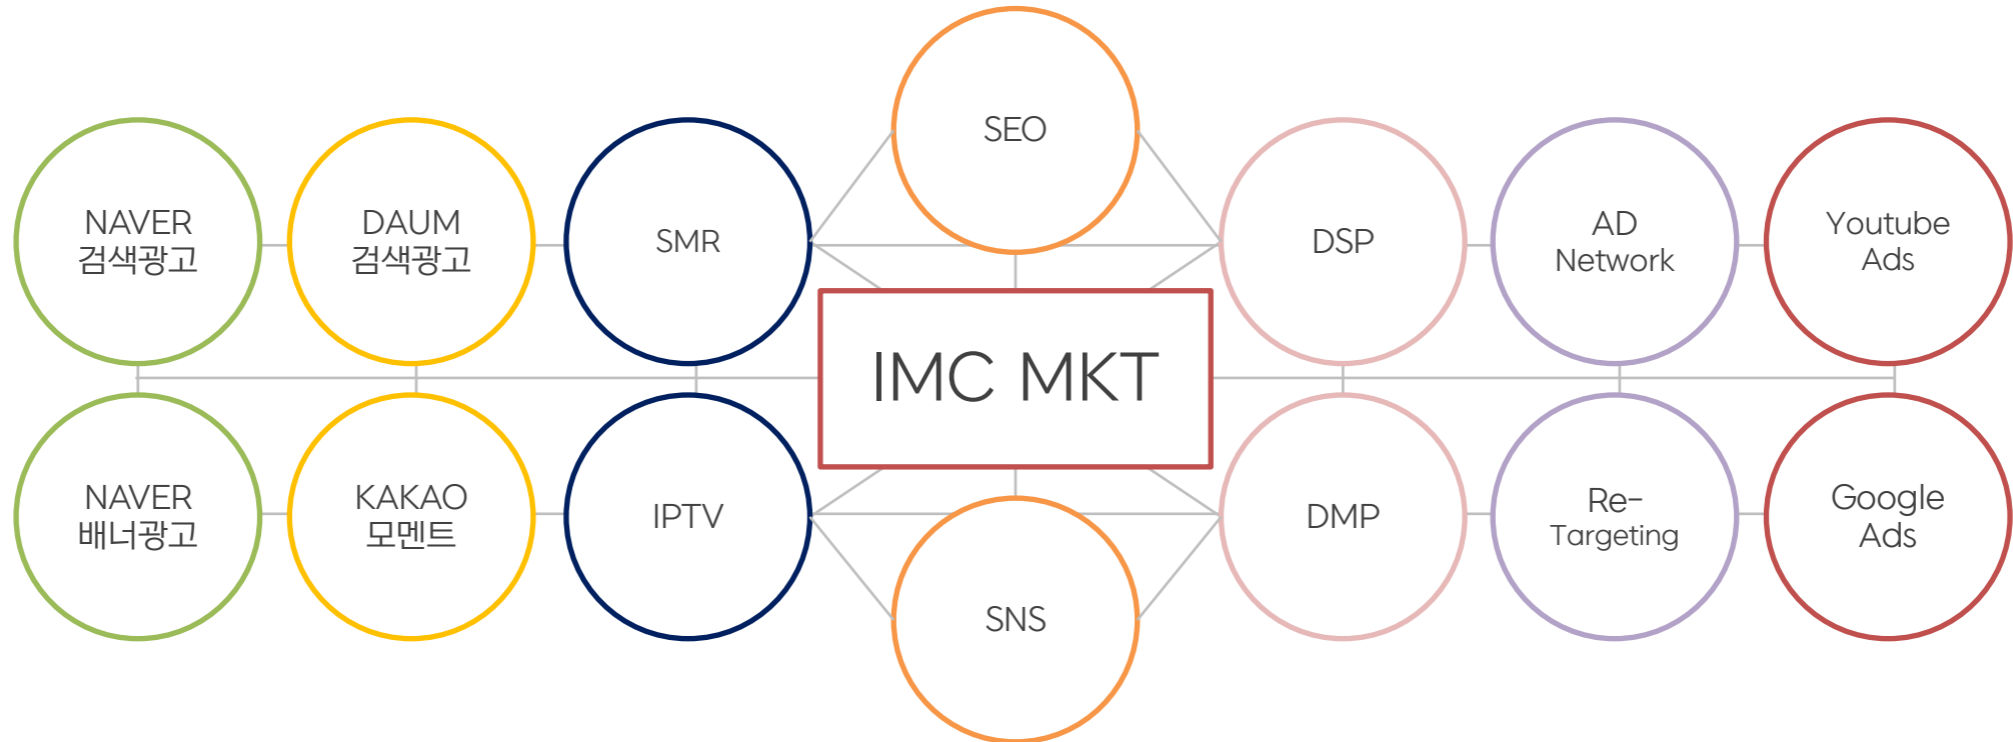 SEO
NAVER
검색광고
DAUM
검색광고
SMR
DSP
AD
Network
Youtube
Ads
IMC MKT
NAVER
배너광고
KAKAO
모멘트
IPTV
DMP
Re-
Targeting
Google
Ads
SNS